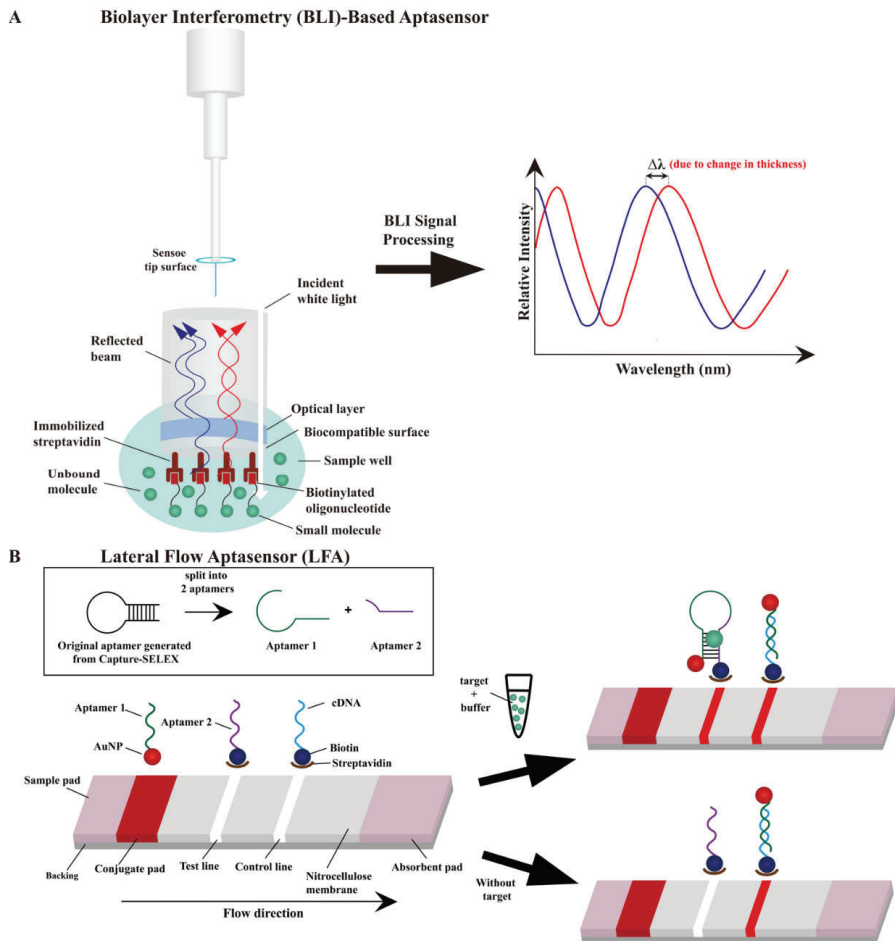 A Biolayer Interferometry (BLI)-Based Aptasensor
Sensoe
tip surface
Incident
white light
Reflected
beam
Optical layer
Immobilized
streptavidin
Biocompatible surface
Sample well
Unbound
molecule
Biotinylated
oligonucleotide
Small molecule
BLI Signal
Processing
Δλ (due to change in thickness)
Relative Intensity
Wavelength (nm)
B Lateral Flow Aptasensor (LFA)
split into
2 aptamers
+
Original aptamer generated
from Capture-SELEX
Aptamer 1
Aptamer 2
Aptamer 1
Aptamer 2
cDNA
AuNP
Biotin
Streptavidin
Sample pad
Backing
Conjugate pad
Test line
Control line
Nitrocellulose
membrane
Absorbent pad
Flow direction
target
+
buffer
Without
target